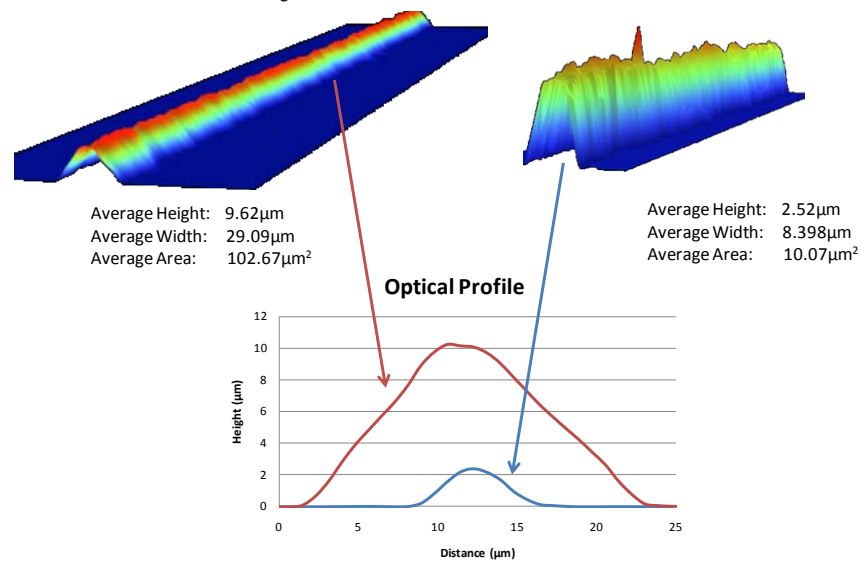 Average Height: 9.62µm
Average Width: 29.09µm
Average Area: 102.67µm²
Average Height: 2.52µm
Average Width: 8.398µm
Average Area: 10.07µm²
Optical Profile
12
10
8
6
4
2
0
Height (µm)
0 5 10 15 20 25
Distance (µm)